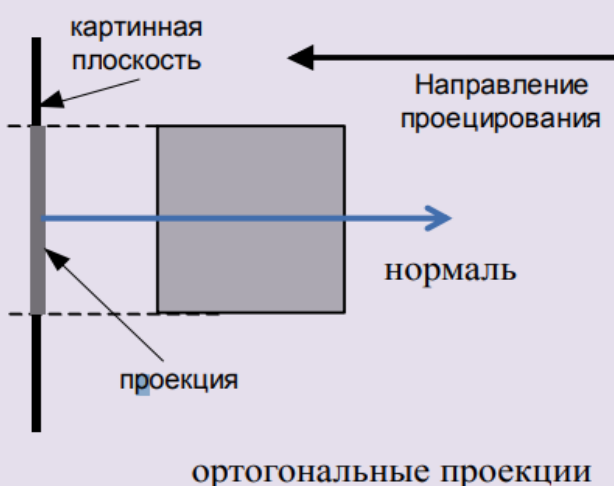 картинная
плоскость
Направление
проецирования
нормаль
проекция
ортогональные проекции